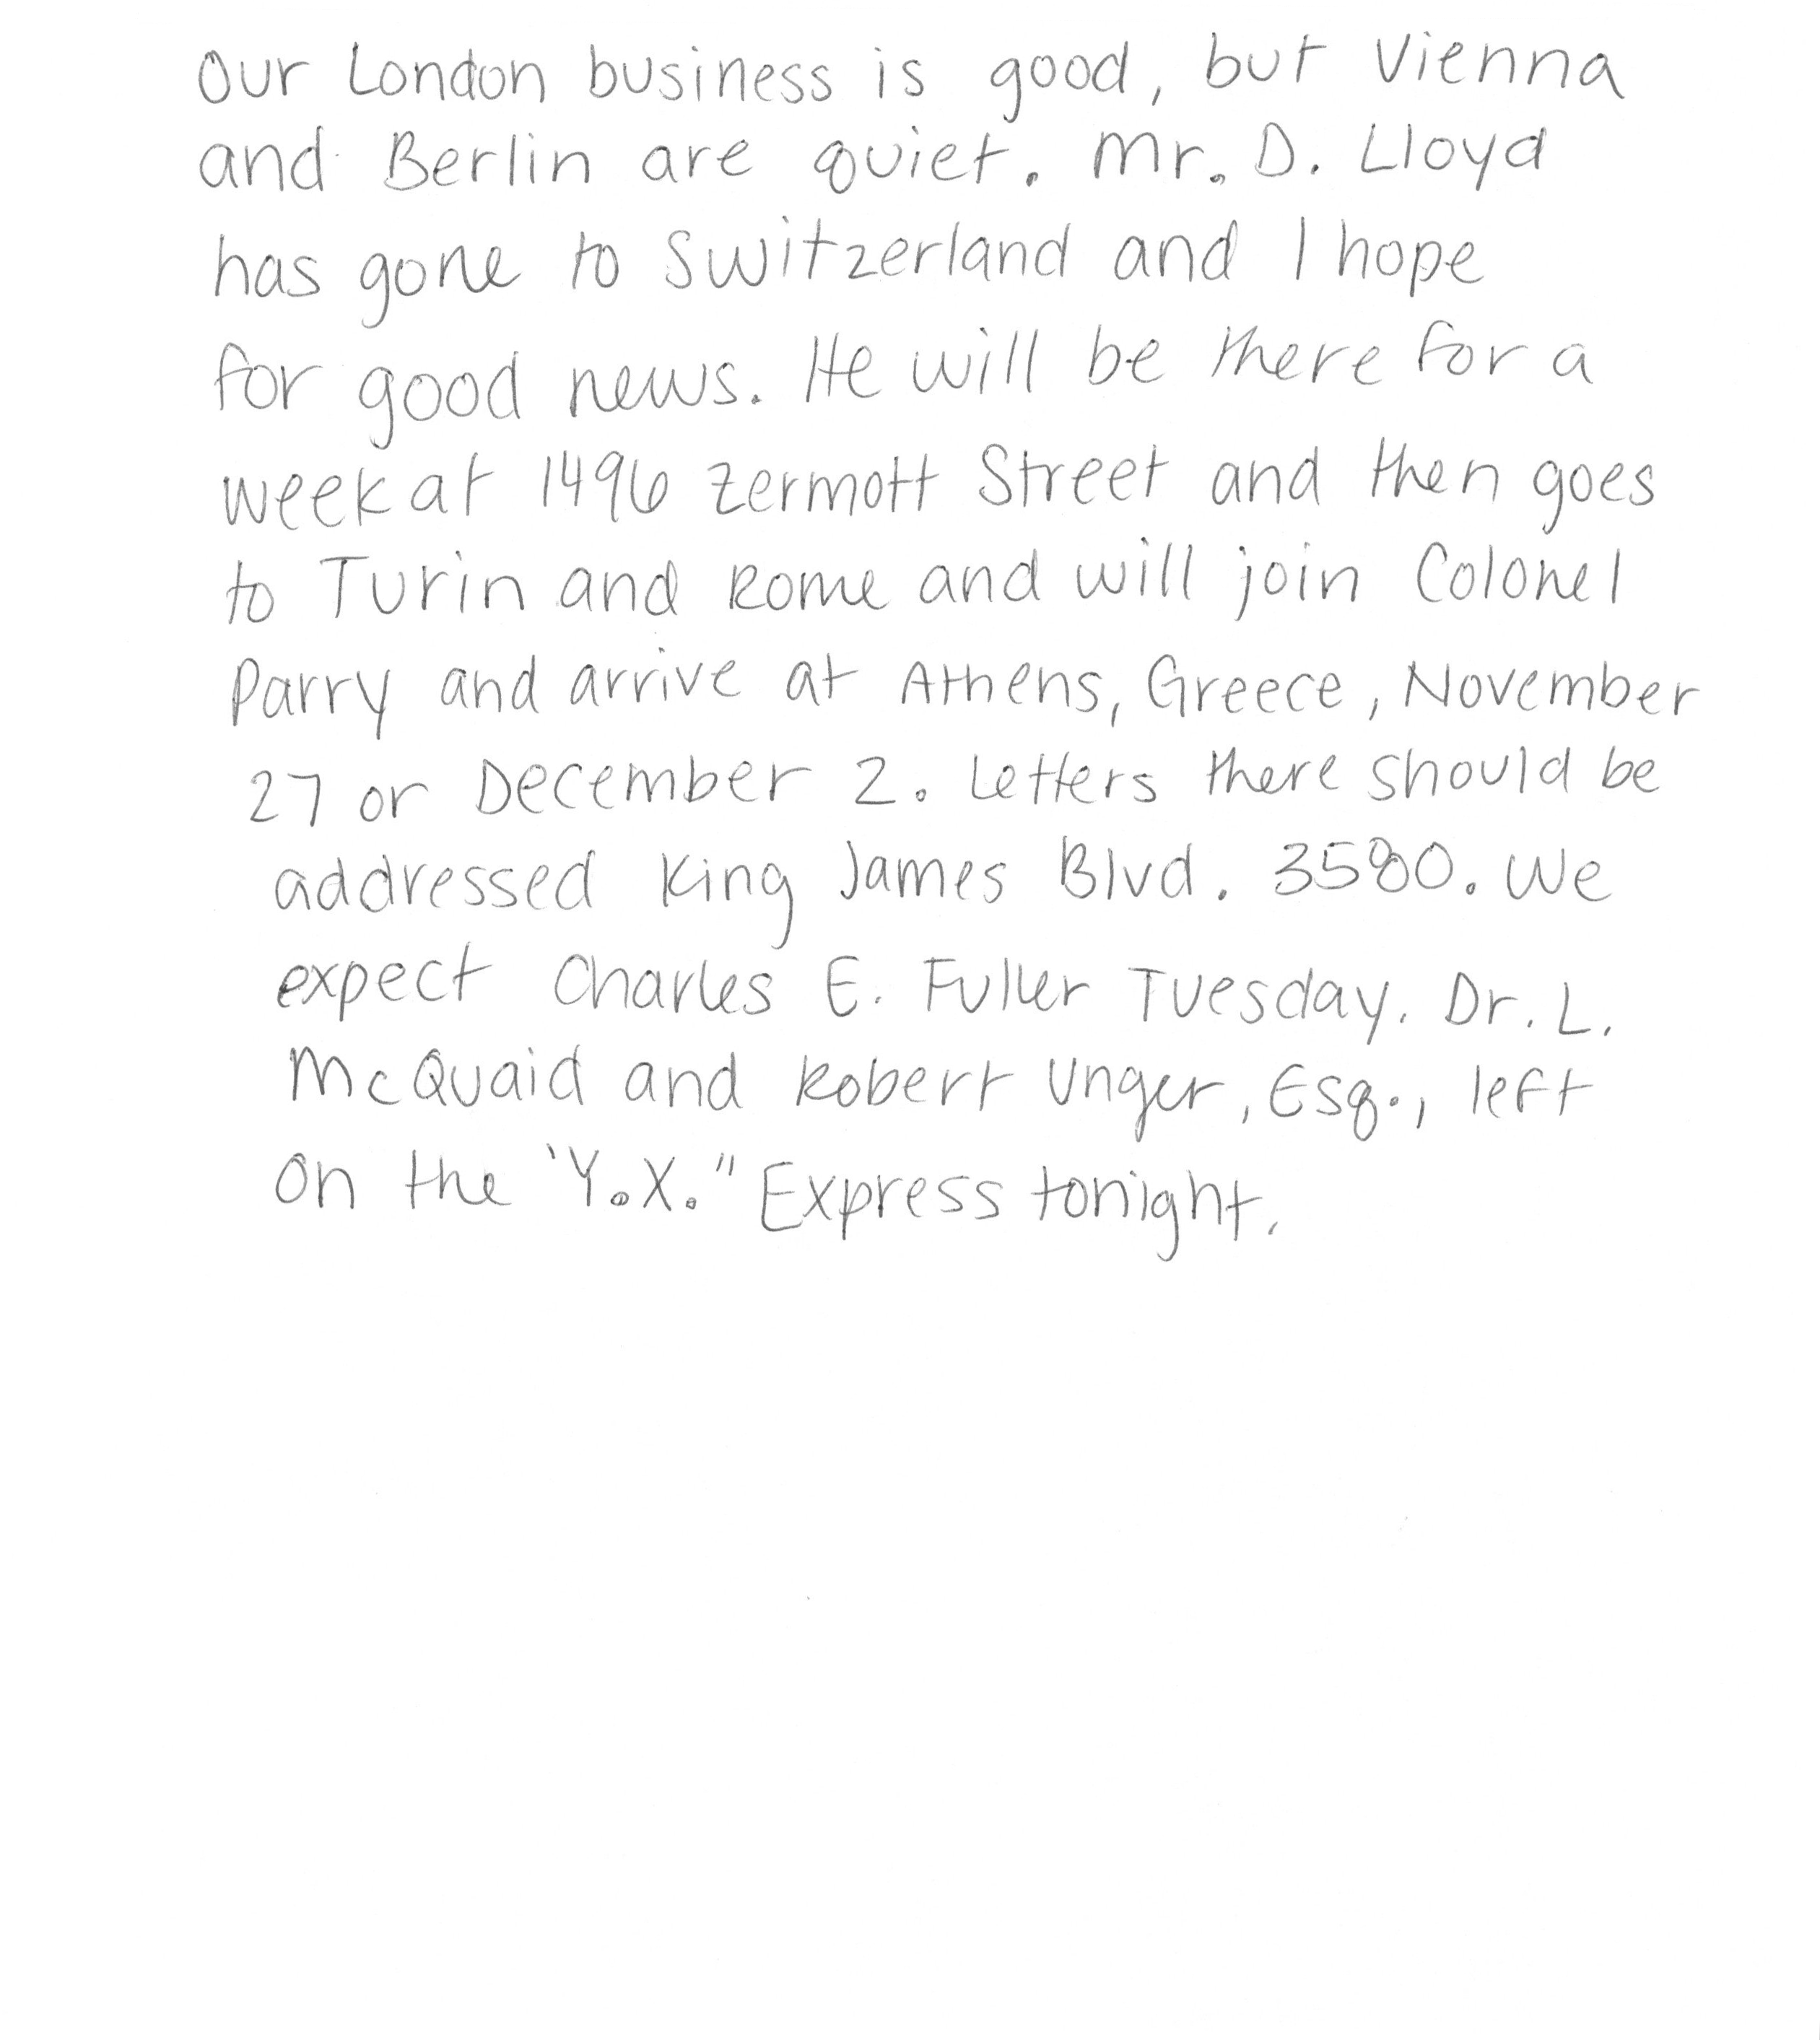 Our London business is good, but Vienna
and Berlin are quiet. Mr. D. Lloyd
has gone to Switzerland and I hope
for good news. He will be there for a
week at 1496 Zermott Street and then goes
to Turin and Rome and will join Colonel
Parry and arrive at Athens, Greece, November
27 or December 2. Letters there should be
addressed King James Blvd. 3580. We
expect Charles E. Fuller Tuesday. Dr. L.
McQuaid and Robert Unger, Esq., left
on the 'Y.X." Express tonight.